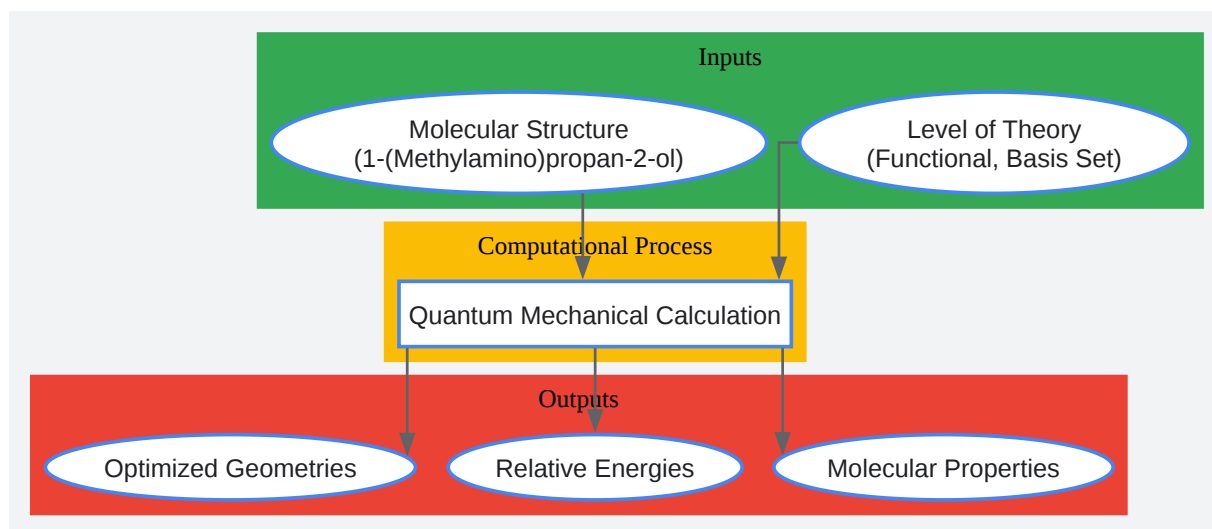 Inputs
Molecular Structure
(1-(Methylamino)propan-2-ol)
Level of Theory
(Functional, Basis Set)
Computational Process
Quantum Mechanical Calculation
Outputs
Optimized Geometries
Relative Energies
Molecular Properties